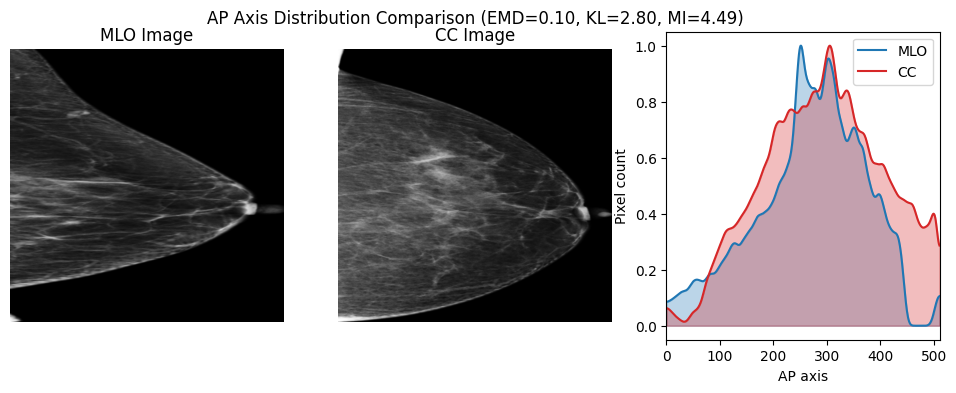 AP Axis Distribution Comparison (EMD=0.10, KL=2.80, MI=4.49)
MLO Image
CC Image
MLO
CC
1.0
0.8
0.6
0.4
0.2
0.0
Pixel count
0 100 200 300 400 500
AP axis